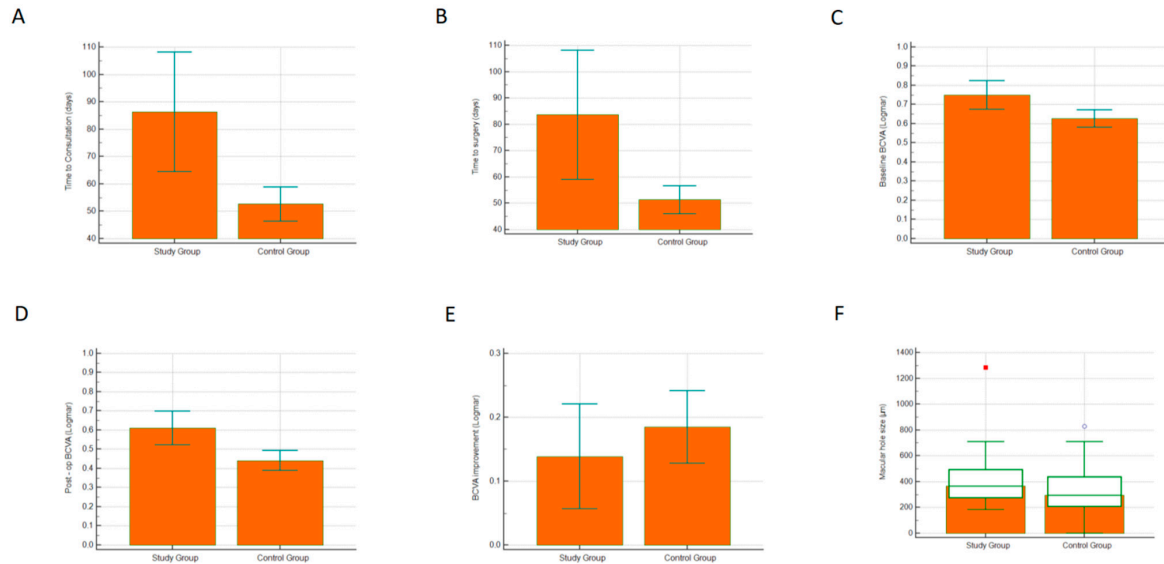 A
B
C
110
100
90
80
70
60
50
40
Time to Consultation (days)
Study Group Control Group
110
100
90
80
70
60
50
40
Time to surgery (days)
Study Group Control Group
1.0
0.9
0.8
0.7
0.6
0.5
0.4
0.3
0.2
0.1
0.0
Baseline BCVA (Logmar)
Study Group Control Group
D
E
F
1.0
0.9
0.8
0.7
0.6
0.5
0.4
0.3
0.2
0.1
0.0
Post - op BCVA (Logmar)
Study Group Control Group
0.3
0.2
0.1
0.0
BCVA improvement (Logmar)
Study Group Control Group
1400
1200
1000
800
600
400
200
0
Macular hole size (µm)
Study Group Control Group